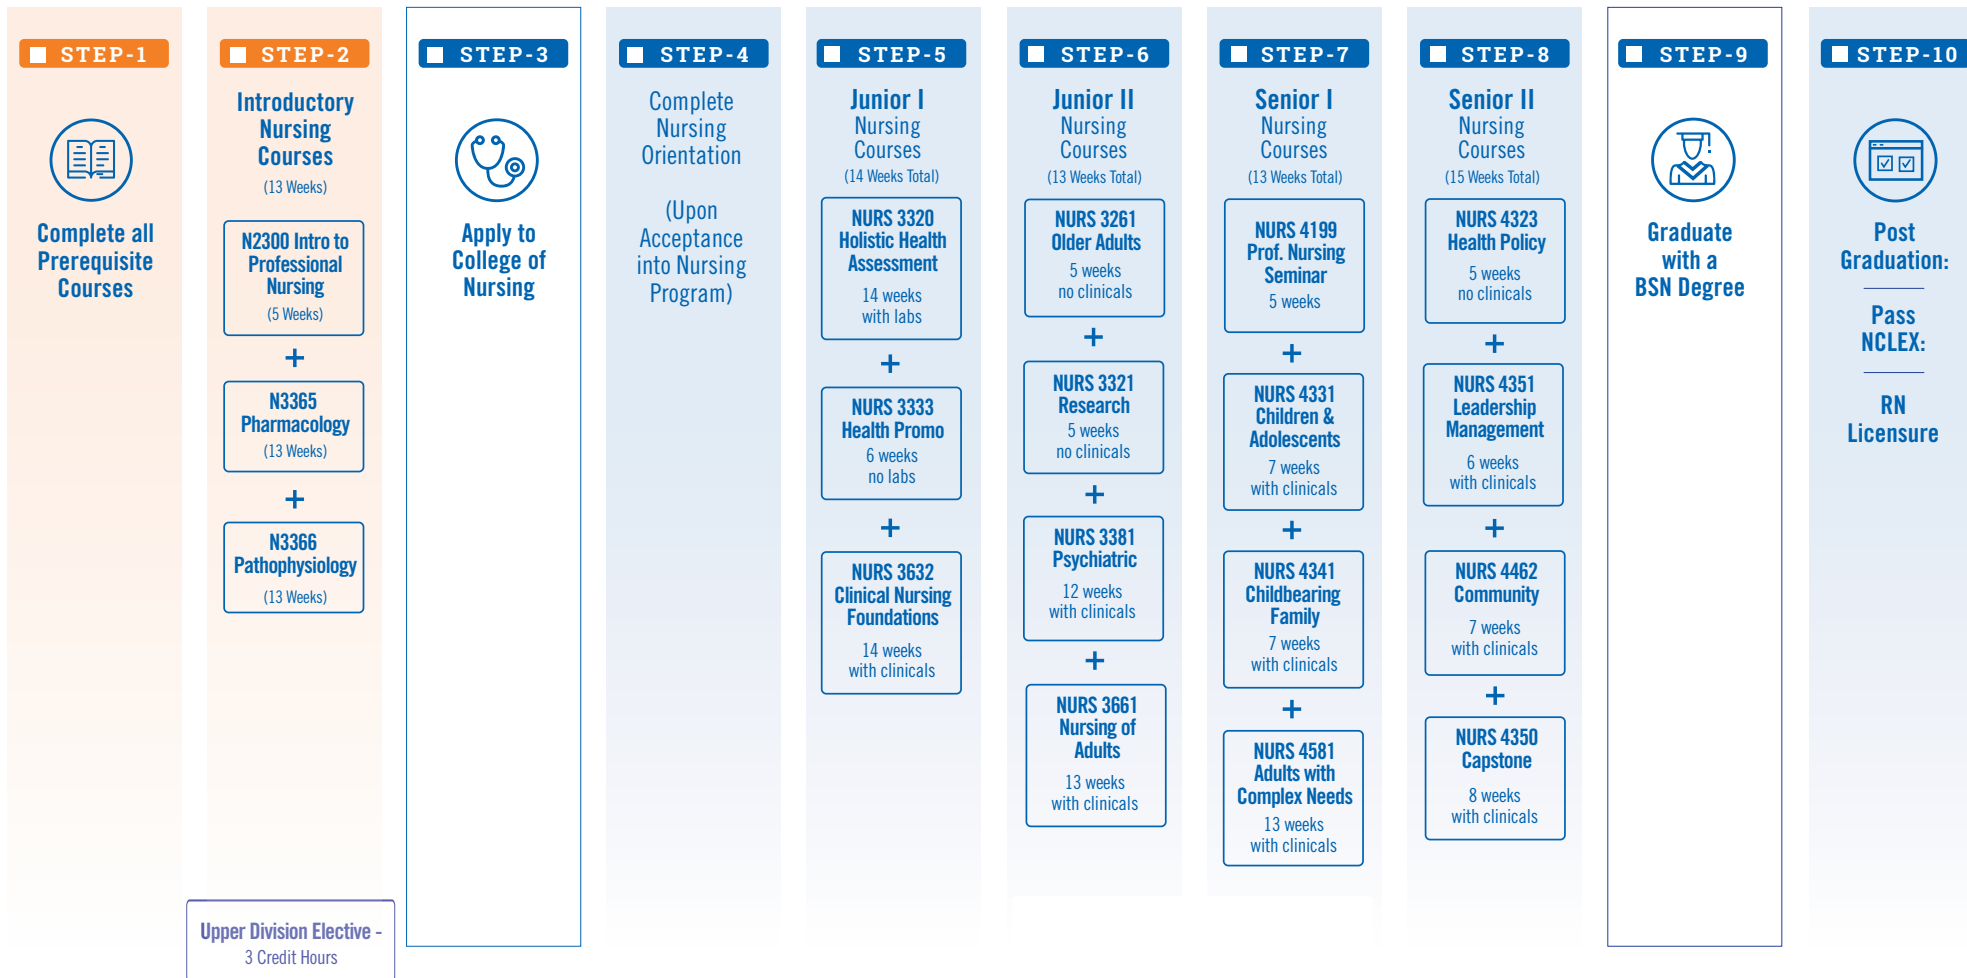 STEP-1
Complete all
Prerequisite
Courses
STEP-2
Introductory
Nursing
Courses
(13 Weeks)
N2300 Intro to
Professional
Nursing
(5 Weeks)
+
N3365
Pharmacology
(13 Weeks)
+
N3366
Pathophysiology
(13 Weeks)
Upper Division Elective -
3 Credit Hours
STEP-3
Apply to
College of
Nursing
STEP-4
Complete
Nursing
Orientation
(Upon
Acceptance
into Nursing
Program)
STEP-5
Junior I
Nursing
Courses
(14 Weeks Total)
NURS 3320
Holistic Health
Assessment
14 weeks
with labs
+
NURS 3333
Health Promo
6 weeks
no labs
+
NURS 3632
Clinical Nursing
Foundations
14 weeks
with clinicals
STEP-6
Junior II
Nursing
Courses
(13 Weeks Total)
NURS 3261
Older Adults
5 weeks
no clinicals
+
NURS 3321
Research
5 weeks
no clinicals
+
NURS 3381
Psychiatric
12 weeks
with clinicals
+
NURS 3661
Nursing of
Adults
13 weeks
with clinicals
STEP-7
Senior I
Nursing
Courses
(13 Weeks Total)
NURS 4199
Prof. Nursing
Seminar
5 weeks
+
NURS 4331
Children &
Adolescents
7 weeks
with clinicals
+
NURS 4341
Childbearing
Family
7 weeks
with clinicals
+
NURS 4581
Adults with
Complex Needs
13 weeks
with clinicals
STEP-8
Senior II
Nursing
Courses
(15 Weeks Total)
NURS 4323
Health Policy
5 weeks
no clinicals
+
NURS 4351
Leadership
Management
6 weeks
with clinicals
+
NURS 4462
Community
7 weeks
with clinicals
+
NURS 4350
Capstone
8 weeks
with clinicals
STEP-9
Graduate
with a
BSN Degree
STEP-10
Post
Graduation:
Pass
NCLEX:
RN
Licensure